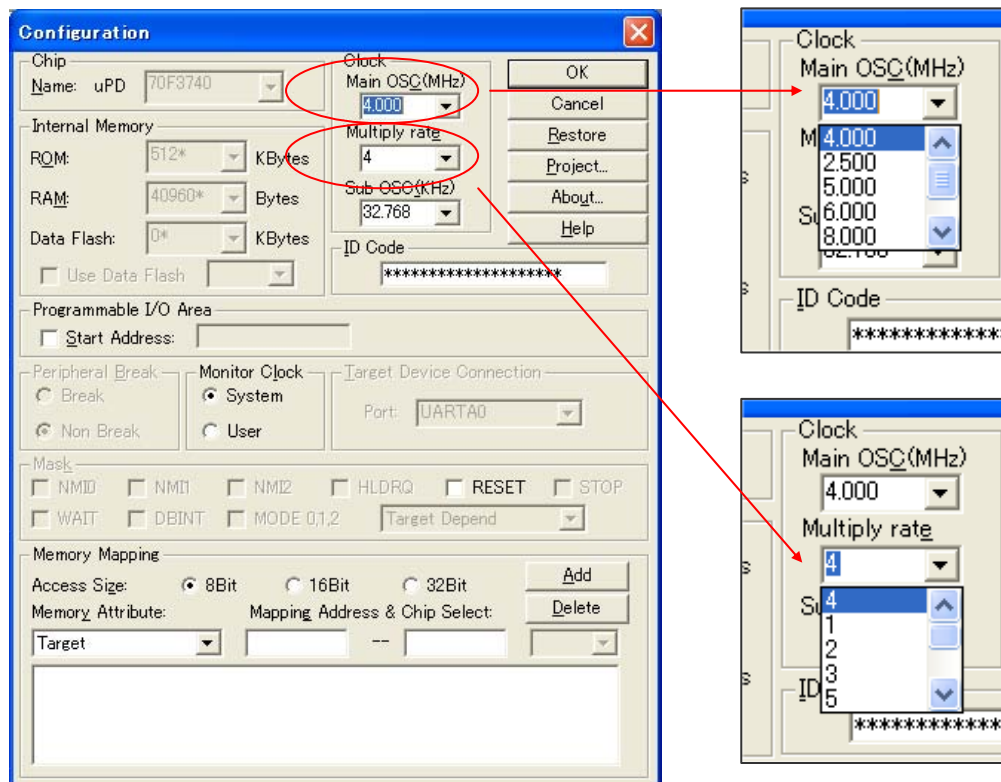 Configuration
Chip
Name: uPD 70F3740
Clock
Main OSC(MHz)
4.000
Multiply rate
4
Sub OSC(KHz)
32.768
OK
Cancel
Restore
Project...
About...
Help
Internal Memory
ROM: 512* KBytes
RAM: 40960* Bytes
Data Flash: 0* KBytes
Use Data Flash
ID Code
********************
Programmable I/O Area
Start Address:
Peripheral Break
Break
Non Break
Monitor Clock
System
User
Target Device Connection
Port: UARTA0
Mask
NMI0 NMI1 NMI2 HLDRQ RESET STOP
WAIT DBINT MODE 0,1,2 Target Depend
Memory Mapping
Access Size: 8Bit 16Bit 32Bit
Add
Memory Attribute: Mapping Address & Chip Select:
Delete
Target --
Clock
Main OSC(MHz)
4.000
4.000
2.500
5.000
6.000
8.000
ID Code
*************
Clock
Main OSC(MHz)
4.000
Multiply rate
4
4
1
2
3
5
ID
*************